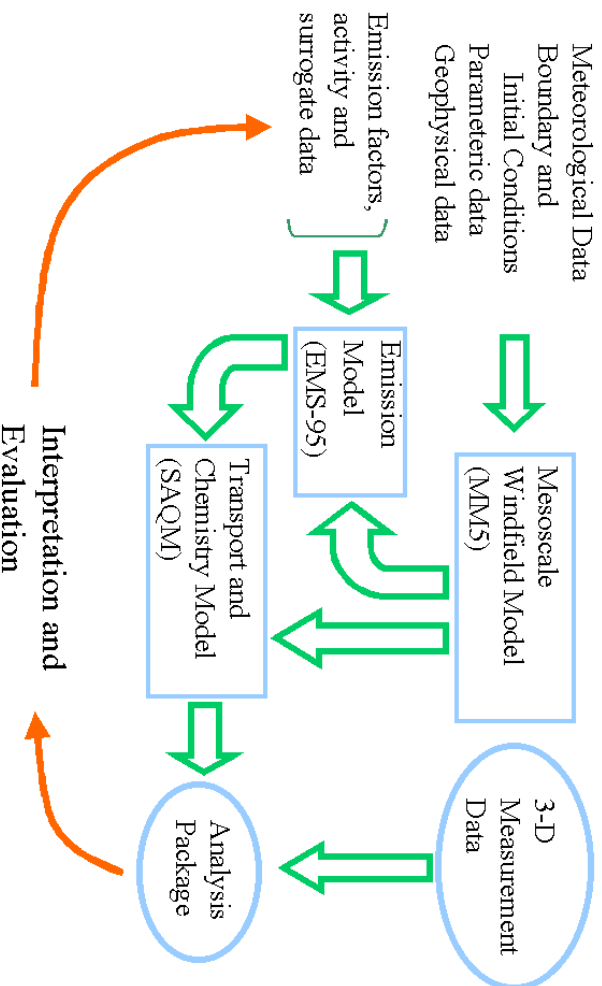 Meteorological Data
Boundary and
Initial Conditions
Parameteric data
Geophysical data
Mesoscale
Windfield Model
(MM5)
3-D
Measurement
Data
Emission factors,
activity and
surrogate data
Emission
Model
(EMS-95)
Transport and
Chemistry Model
(SAQM)
Analysis
Package
Interpretation and
Evaluation